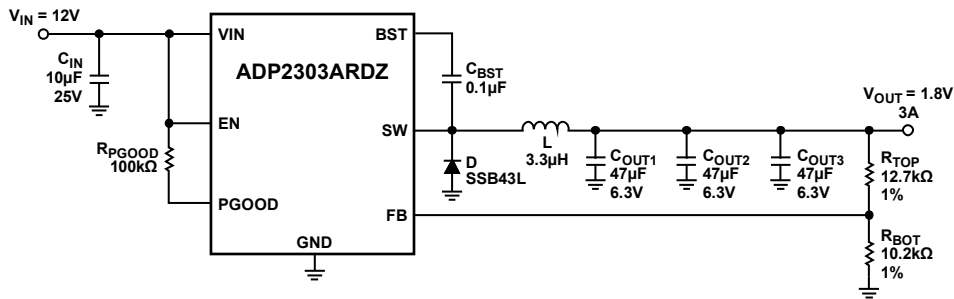 VIN = 12V
CIN
10µF
25V
VIN
BST
ADP2303ARDZ
CBST
0.1µF
EN
SW
RPGOOD
100kΩ
PGOOD
FB
GND
L
3.3µH
D
SSB43L
COUT1
47µF
6.3V
COUT2
47µF
6.3V
COUT3
47µF
6.3V
VOUT = 1.8V
3A
RTOP
12.7kΩ
1%
RBOT
10.2kΩ
1%